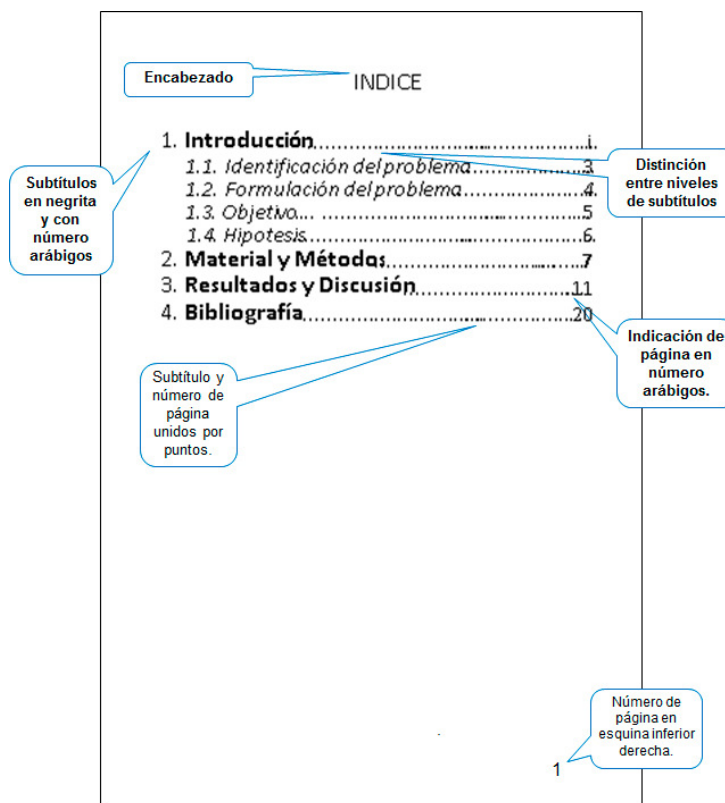 Encabezado
INDICE
1. Introducción.......................................................i.
1.1. Identificación del problema....................3
1.2. Formulación del problema.....................4.
1.3. Objetivo.... ..........................................5
1.4. Hipotesis.............................................6.
2. Material y Métodos...................................7
3. Resultados y Discusión..............................11
4. Bibliografía...............................................20
Subtítulos
en negrita
y con
número
arábigos
Distinción
entre niveles
de subtítulos
Indicación de
página en
número
arábigos.
Subtítulo y
número de
página
unidos por
puntos.
Número de
página en
esquina inferior
derecha.
1